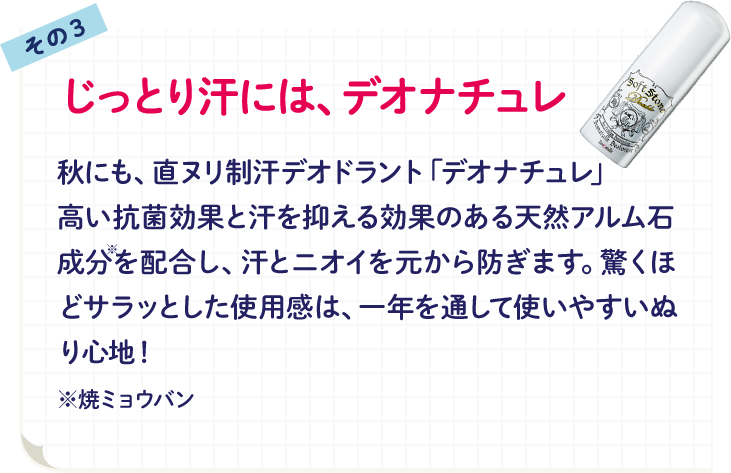 その3
じっとり汗には、デオナチュレ
Soft Stone
Double
秋にも、直ヌリ制汗デオドラント「デオナチュレ」
高い抗菌効果と汗を抑える効果のある天然アルム石
成分※を配合し、汗とニオイを元から防ぎます。驚くほ
どサラッとした使用感は、一年を通して使いやすいぬ
り心地！
※焼ミョウバン